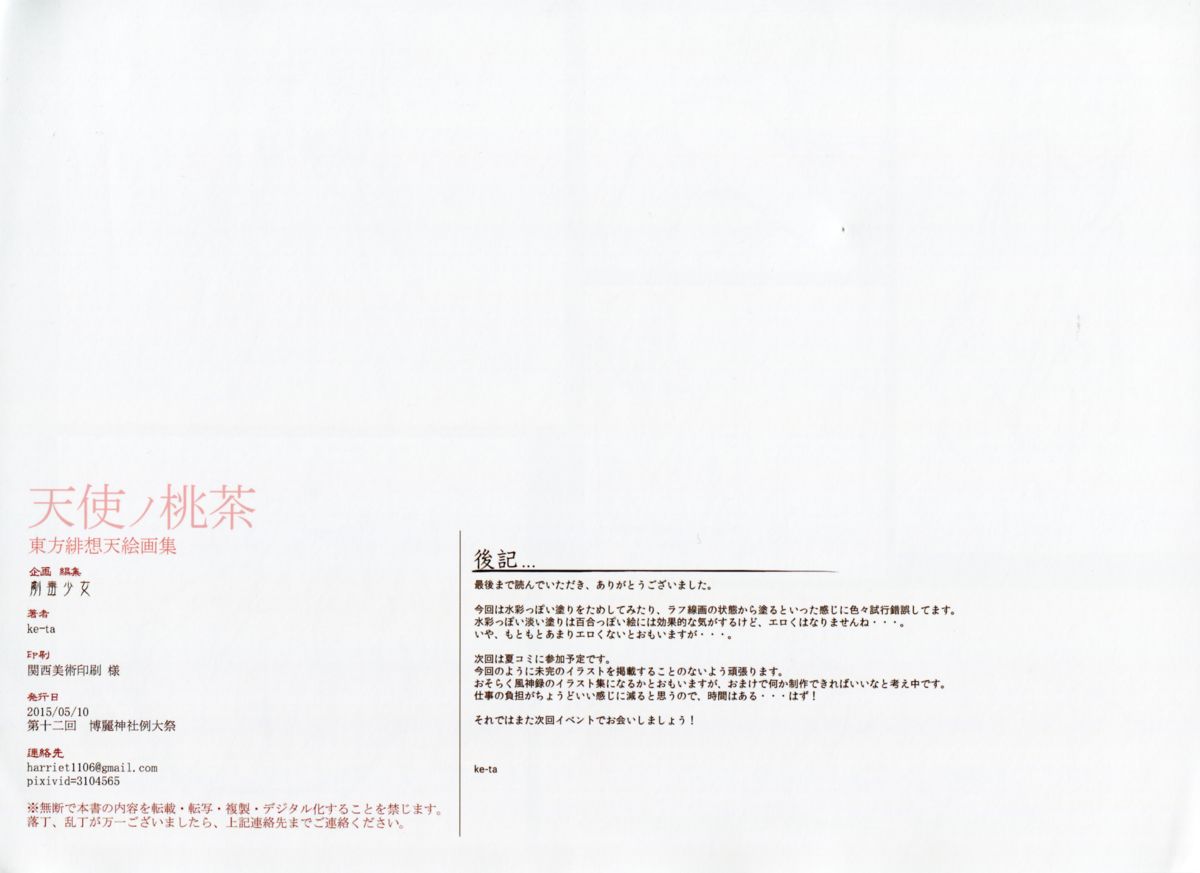 天使ノ桃茶
東方緋想天絵画集
企画 編集
劇毒少女
著者
ke-ta
印刷
関西美術印刷 様
発行日
2015/05/10
第十二回 博麗神社例大祭
連絡先
harriet1106@gmail.com
pixivid=3104565
※無断で本書の内容を転載・転写・複製・デジタル化することを禁じます。
落丁、乱丁が万一ございましたら、上記連絡先までご連絡ください。
後記...
最後まで読んでいただき、ありがとうございました。
今回は水彩っぽい塗りをためしてみたり、ラフ線画の状態から塗るといった感じに色々試行錯誤してます。
水彩っぽい淡い塗りは百合っぽい絵には効果的な気がするけど、エロくはなりませんね・・・。
いや、もともとあまりエロくないとおもいますが・・・。
次回は夏コミに参加予定です。
今回のように未完のイラストを掲載することのないよう頑張ります。
おそらく風神録のイラスト集になるかとおもいますが、おまけで何か制作できればいいなと考え中です。
仕事の負担がちょうどいい感じに減ると思うので、時間はある・・・はず！
それではまた次回イベントでお会いしましょう！
ke-ta